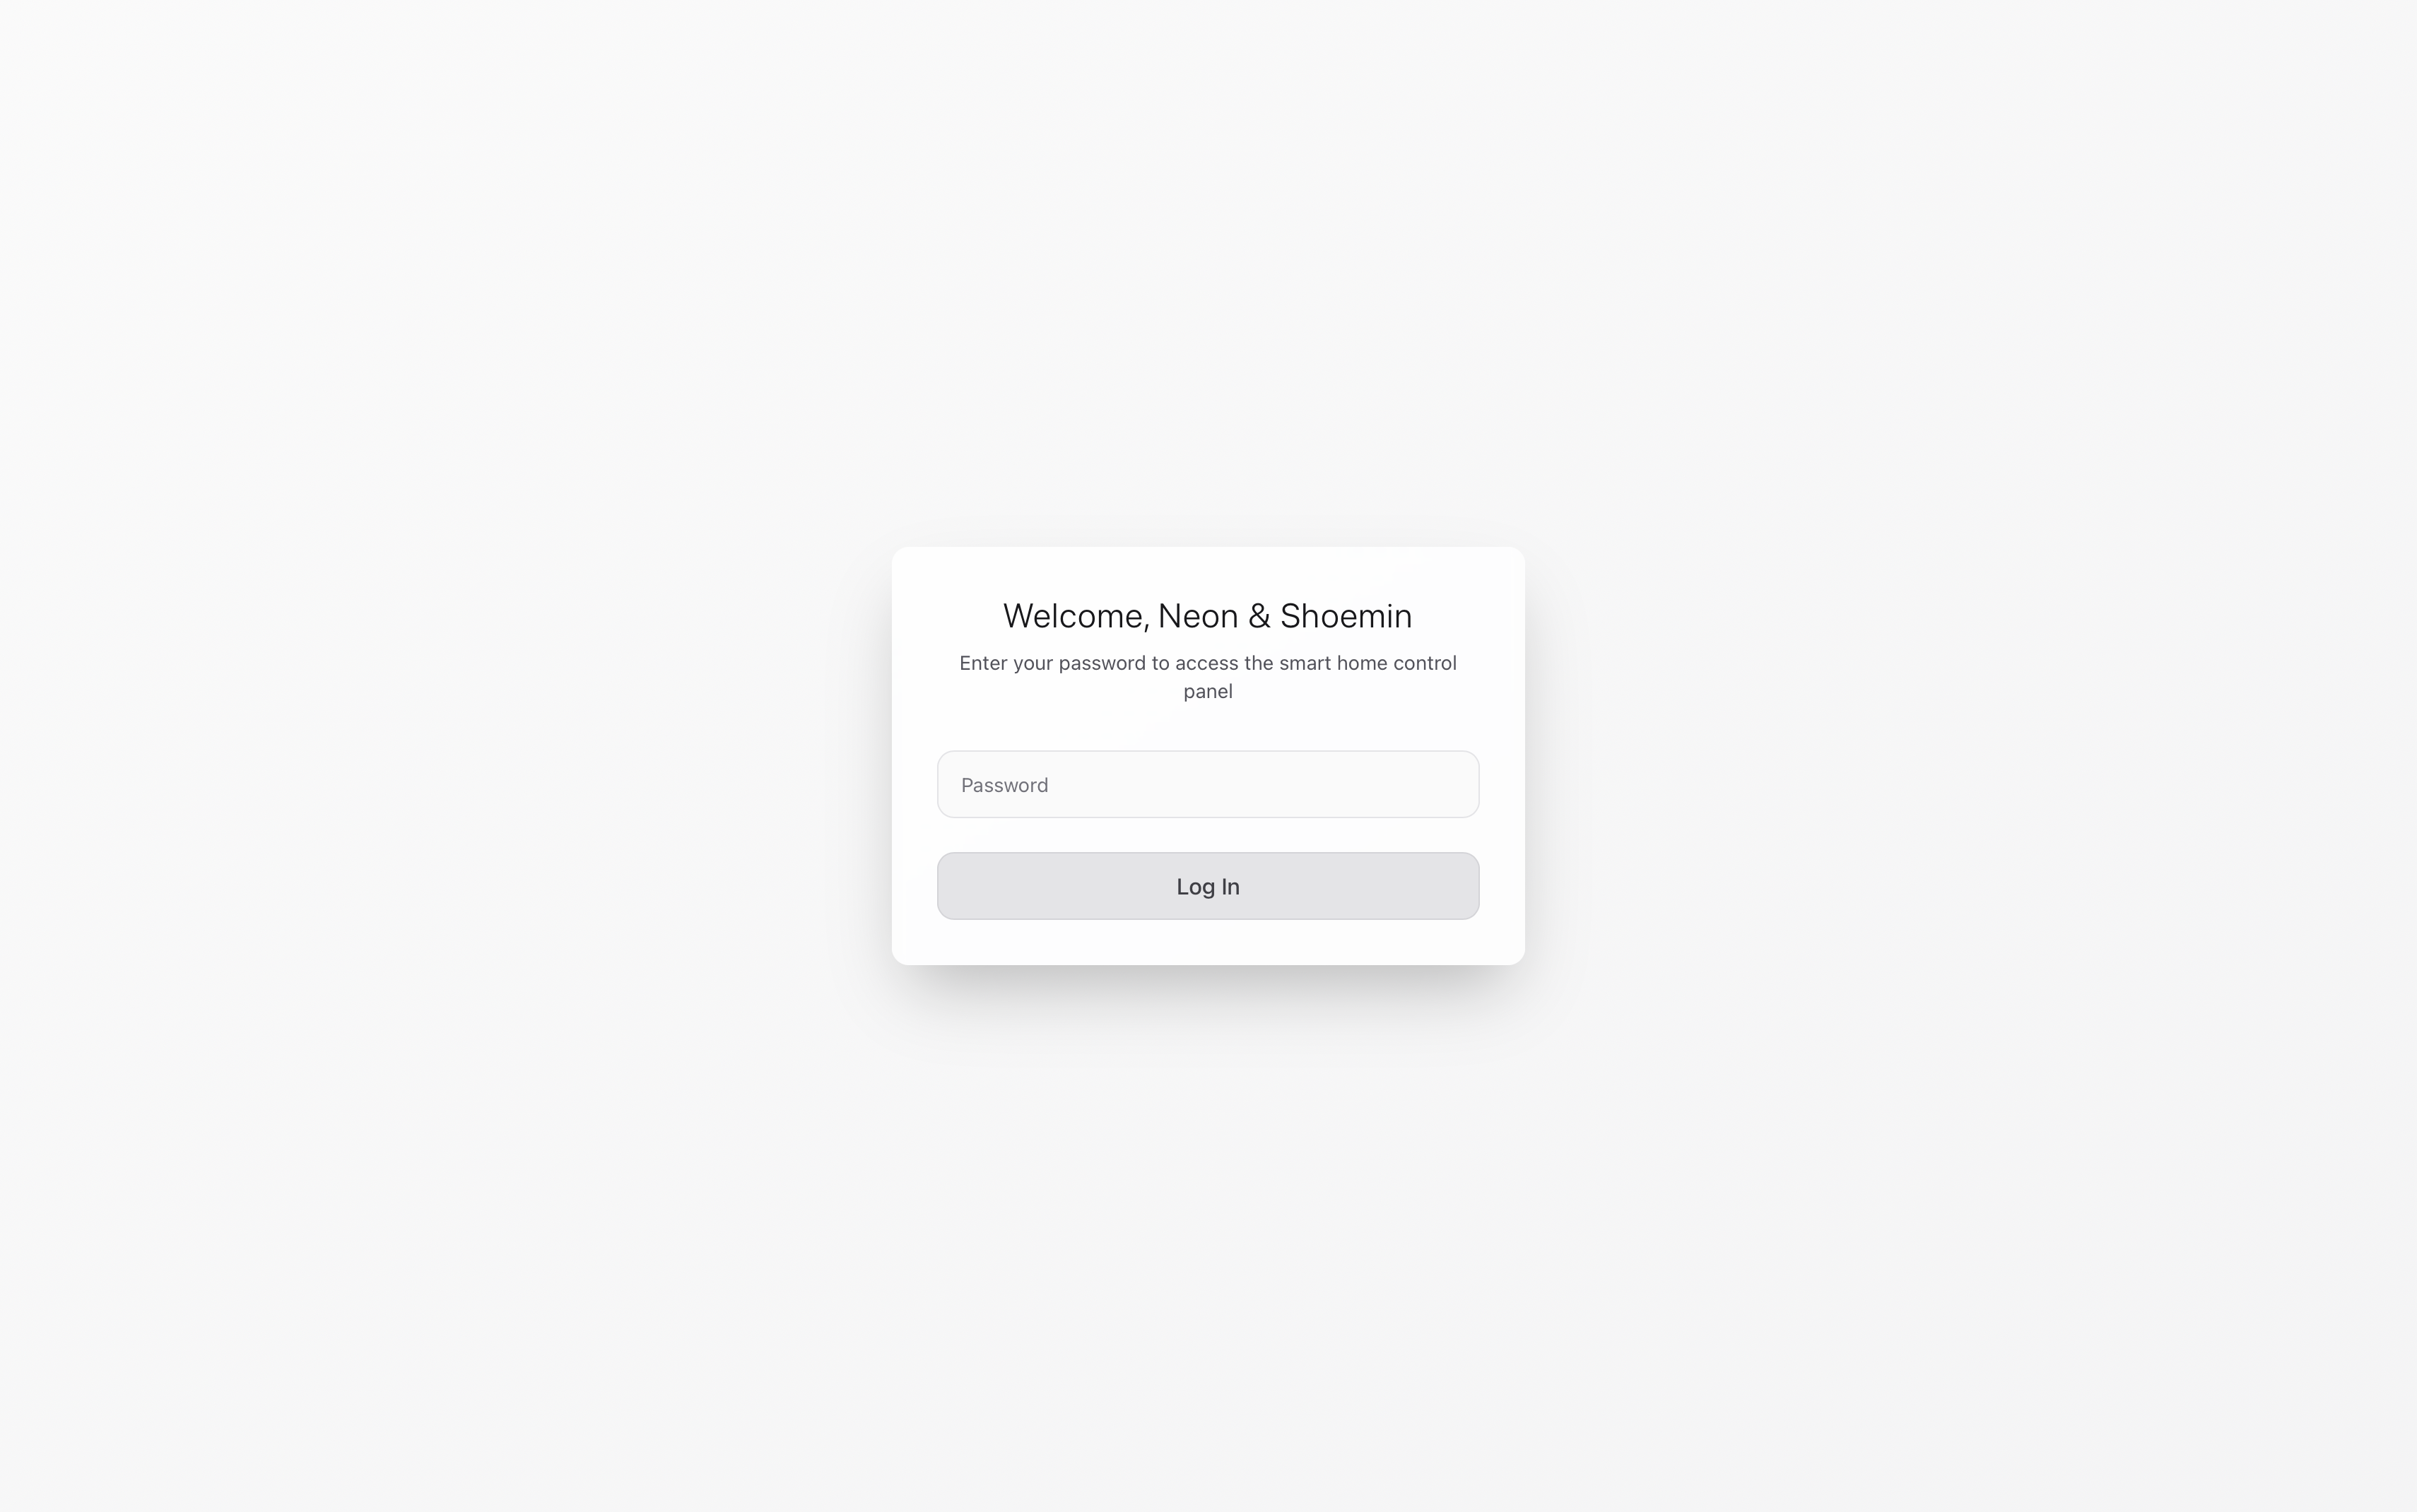 Welcome, Neon & Shoemin
Enter your password to access the smart home control
panel
Password
Log In